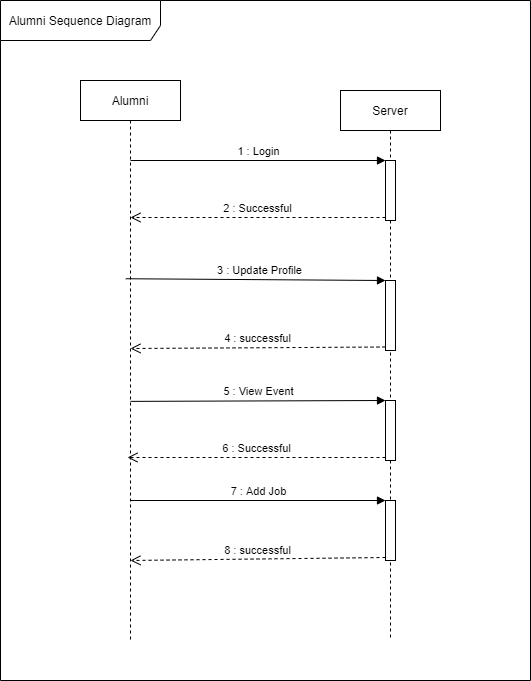 Alumni Sequence Diagram
Alumni
Server
1 : Login
2 : Successful
3 : Update Profile
4 : successful
5 : View Event
6 : Successful
7 : Add Job
8 : successful